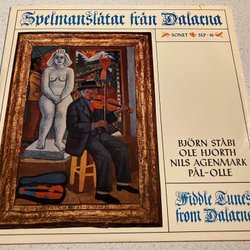 Spelmanslåtar från Dalarna
SONET SLP-16
BJÖRN STÅBI
OLE HJORTH
NILS AGENMARK
PÅL-OLLE
Fiddle Tunes
from Dalarna